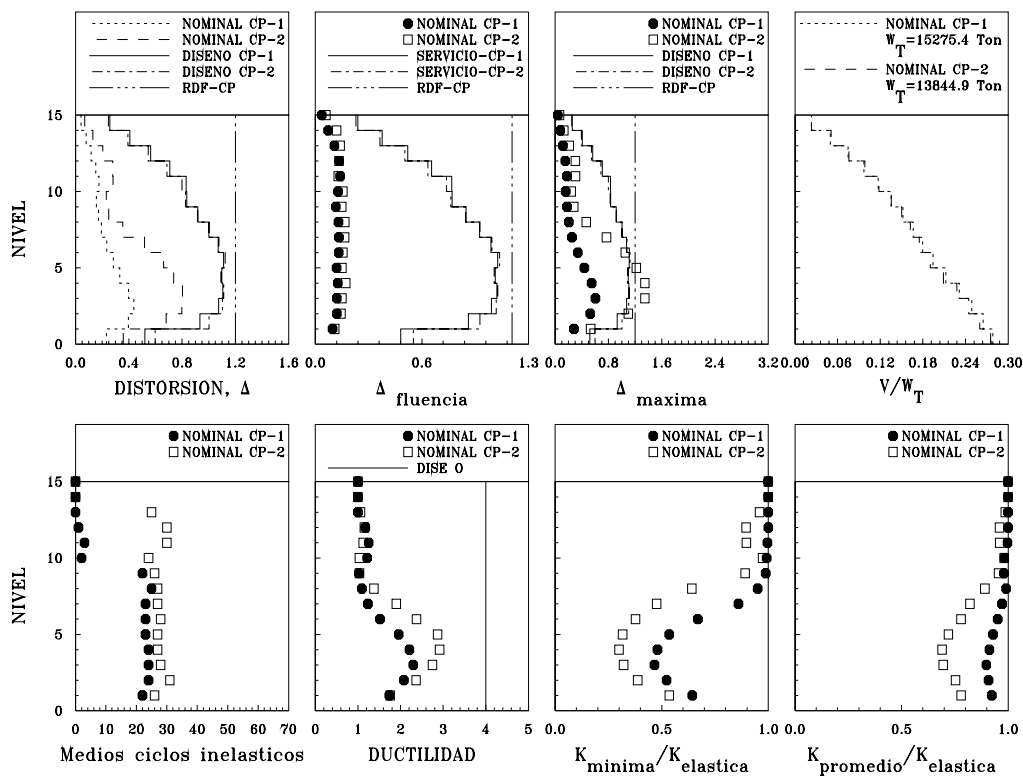 NOMINAL CP-1
NOMINAL CP-2
DISENO CP-1
DISENO CP-2
RDF-CP
NIVEL
15
10
5
0
0.0 0.4 0.8 1.2 1.6
DISTORSION, Δ
NOMINAL CP-1
NOMINAL CP-2
SERVICIO-CP-1
SERVICIO-CP-2
RDF-CP
0.0 0.6 1.3
Δ fluencia
NOMINAL CP-1
NOMINAL CP-2
DISENO CP-1
DISENO CP-2
RDF-CP
0.0 0.8 1.6 2.4 3.2
Δ maxima
NOMINAL CP-1
W_T=15275.4 Ton
NOMINAL CP-2
W_T=13844.9 Ton
0.00 0.06 0.12 0.18 0.24 0.30
V/W_T
NOMINAL CP-1
NOMINAL CP-2
NIVEL
15
10
5
0
0 10 20 30 40 50 60 70
Medios ciclos inelasticos
NOMINAL CP-1
NOMINAL CP-2
DISE O
0 1 2 3 4 5
DUCTILIDAD
NOMINAL CP-1
NOMINAL CP-2
0.0 0.5 1.0
K_minima/K_elastica
NOMINAL CP-1
NOMINAL CP-2
0.0 0.5 1.0
K_promedio/K_elastica